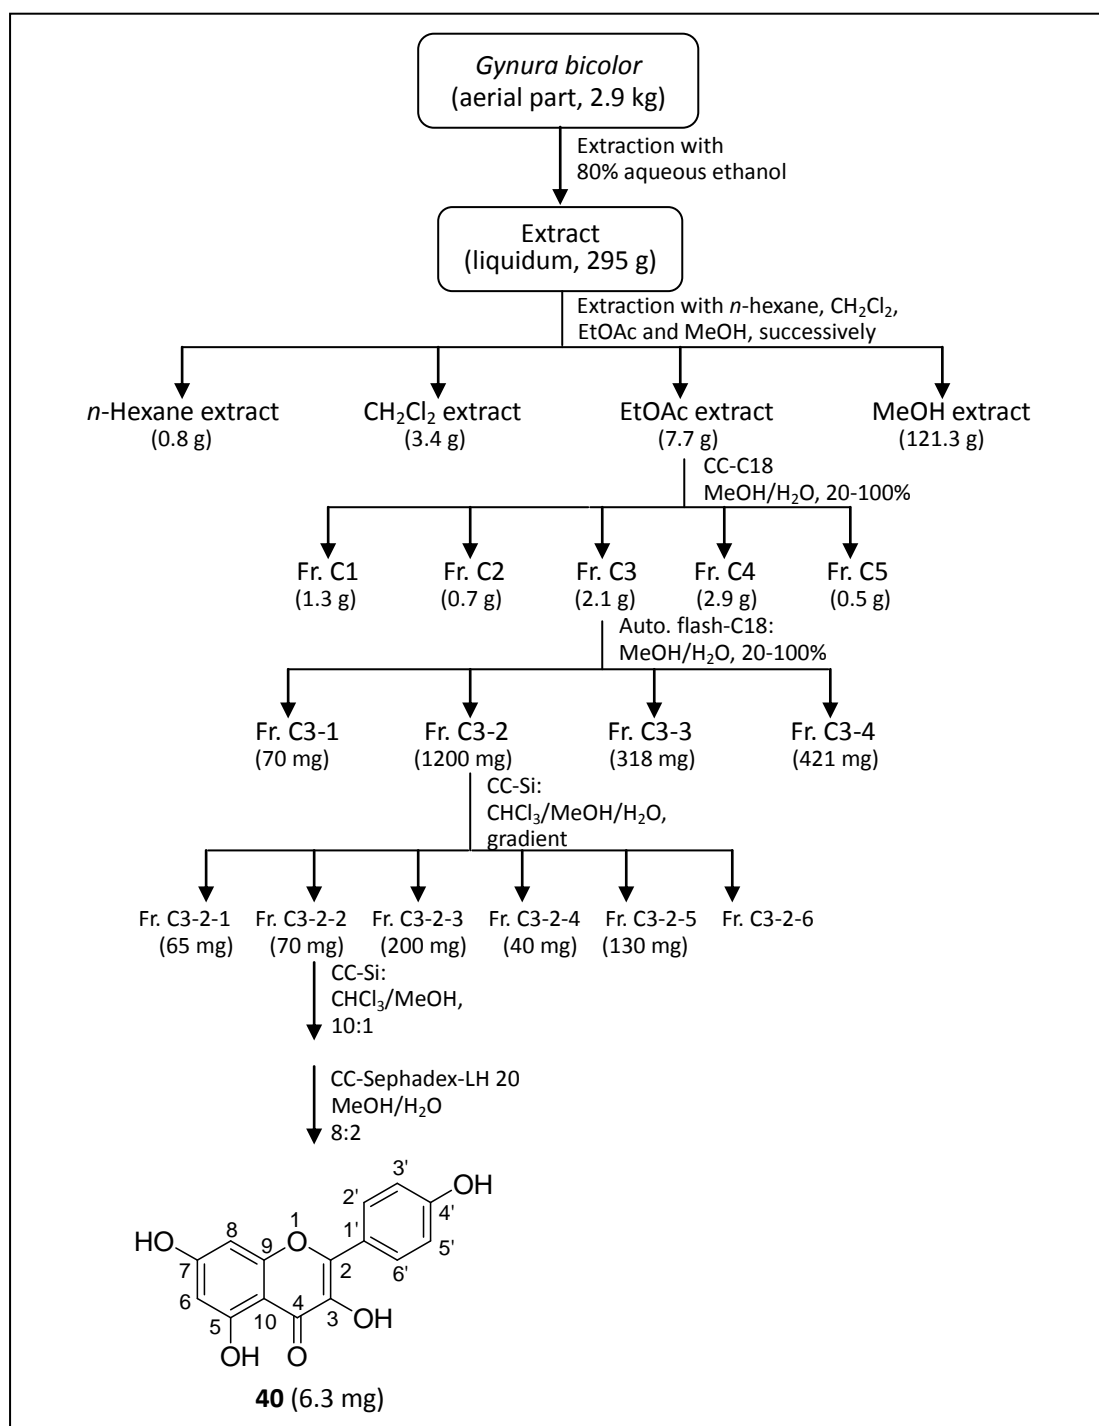 Gynura bicolor
(aerial part, 2.9 kg)
Extraction with
80% aqueous ethanol
Extract
(liquidum, 295 g)
Extraction with n-hexane, CH₂Cl₂,
EtOAc and MeOH, successively
n-Hexane extract CH₂Cl₂ extract EtOAc extract MeOH extract
(0.8 g) (3.4 g) (7.7 g) (121.3 g)
CC-C18
MeOH/H₂O, 20-100%
Fr. C1 Fr. C2 Fr. C3 Fr. C4 Fr. C5
(1.3 g) (0.7 g) (2.1 g) (2.9 g) (0.5 g)
Auto. flash-C18:
MeOH/H₂O, 20-100%
Fr. C3-1 Fr. C3-2 Fr. C3-3 Fr. C3-4
(70 mg) (1200 mg) (318 mg) (421 mg)
CC-Si:
CHCl₃/MeOH/H₂O,
gradient
Fr. C3-2-1 Fr. C3-2-2 Fr. C3-2-3 Fr. C3-2-4 Fr. C3-2-5 Fr. C3-2-6
(65 mg) (70 mg) (200 mg) (40 mg) (130 mg)
CC-Si:
CHCl₃/MeOH,
10:1
CC-Sephadex-LH 20
MeOH/H₂O
8:2
3'
OH
2' 4'
8 1 1' 5'
HO O
9 6'
7 2
6 4
10 3 OH
5
OH O
40 (6.3 mg)